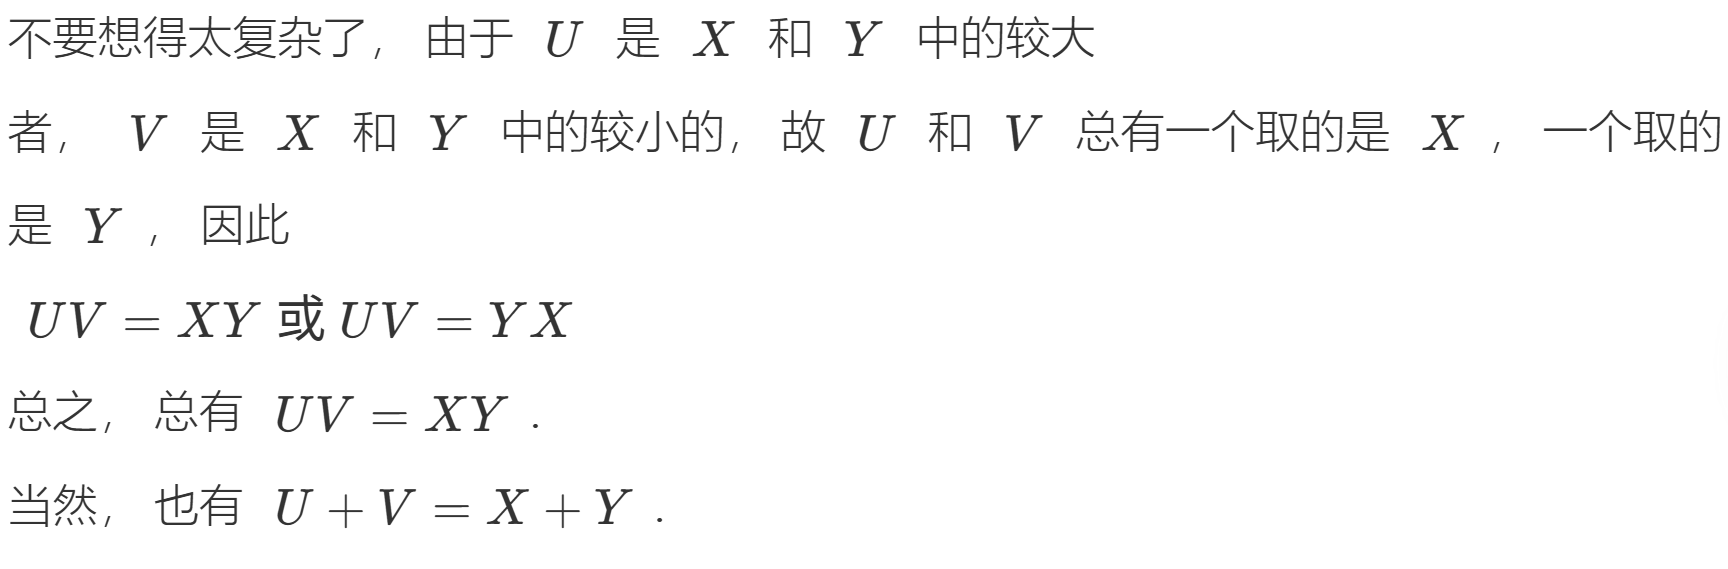 不要想得太复杂了， 由于 U 是 X 和 Y 中的较大
者， V 是 X 和 Y 中的较小的， 故 U 和 V 总有一个取的是 X ， 一个取的
是 Y ， 因此
UV = XY 或 UV = YX
总之， 总有 UV = XY .
当然， 也有 U + V = X + Y .